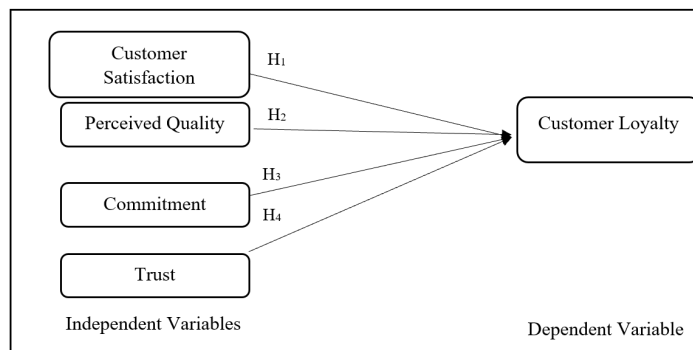 Customer
Satisfaction
H₁
Perceived Quality
H₂
Customer Loyalty
H₃
Commitment
H₄
Trust
Independent Variables
Dependent Variable